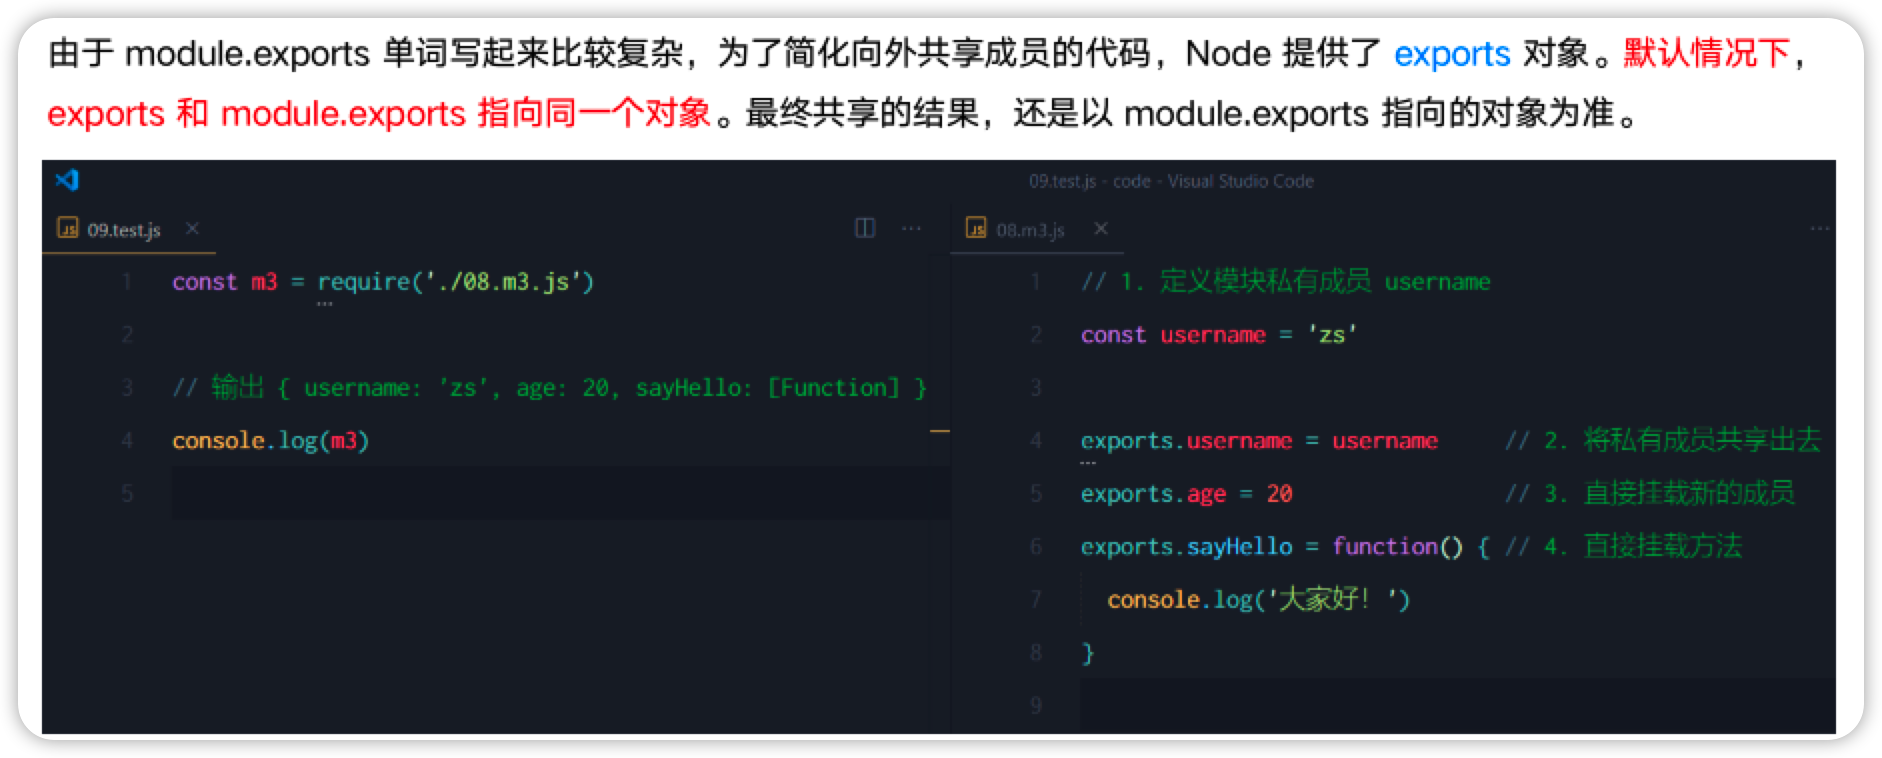 由于 module.exports 单词写起来比较复杂，为了简化向外共享成员的代码，Node 提供了 exports 对象。默认情况下，
exports 和 module.exports 指向同一个对象。最终共享的结果，还是以 module.exports 指向的对象为准。
09.test.js - code - Visual Studio Code
JS 09.test.js ×
1 const m3 = require('./08.m3.js')
2
3 // 输出 { username: 'zs', age: 20, sayHello: [Function] }
4 console.log(m3)
5
JS 08.m3.js ×
1 // 1. 定义模块私有成员 username
2 const username = 'zs'
3
4 exports.username = username // 2. 将私有成员共享出去
5 exports.age = 20 // 3. 直接挂载新的成员
6 exports.sayHello = function() { // 4. 直接挂载方法
7 console.log('大家好！')
8 }
9